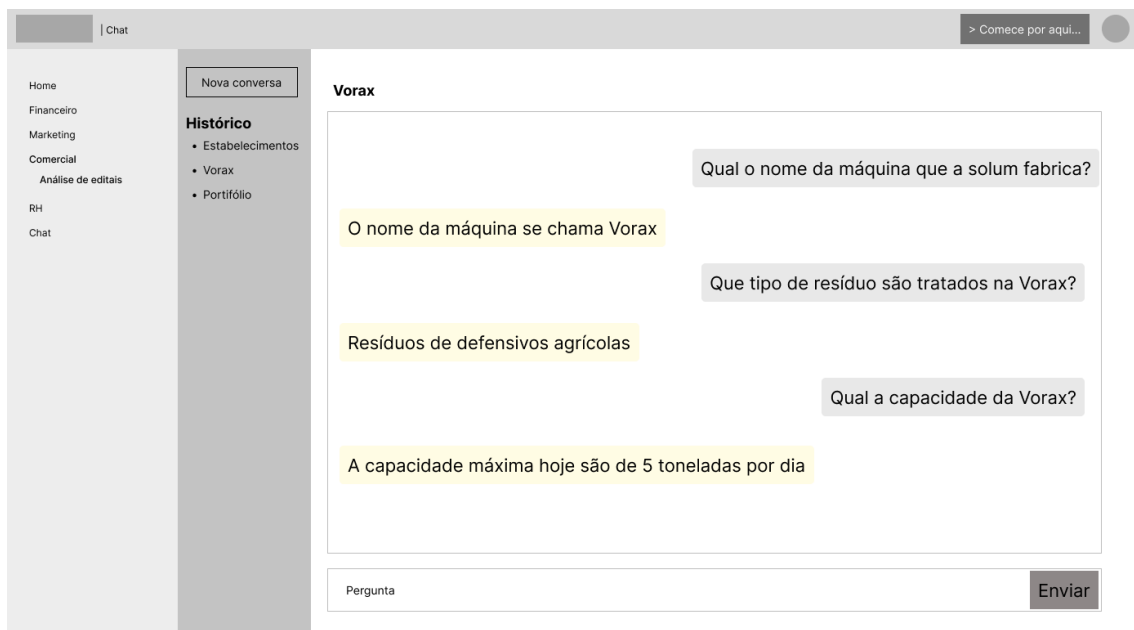 | Chat
> Comece por aqui...
Home
Financeiro
Marketing
Comercial
Análise de editais
RH
Chat
Nova conversa
Histórico
• Estabelecimentos
• Vorax
• Portifólio
Vorax
Qual o nome da máquina que a solum fabrica?
O nome da máquina se chama Vorax
Que tipo de resíduo são tratados na Vorax?
Resíduos de defensivos agrícolas
Qual a capacidade da Vorax?
A capacidade máxima hoje são de 5 toneladas por dia
Pergunta
Enviar